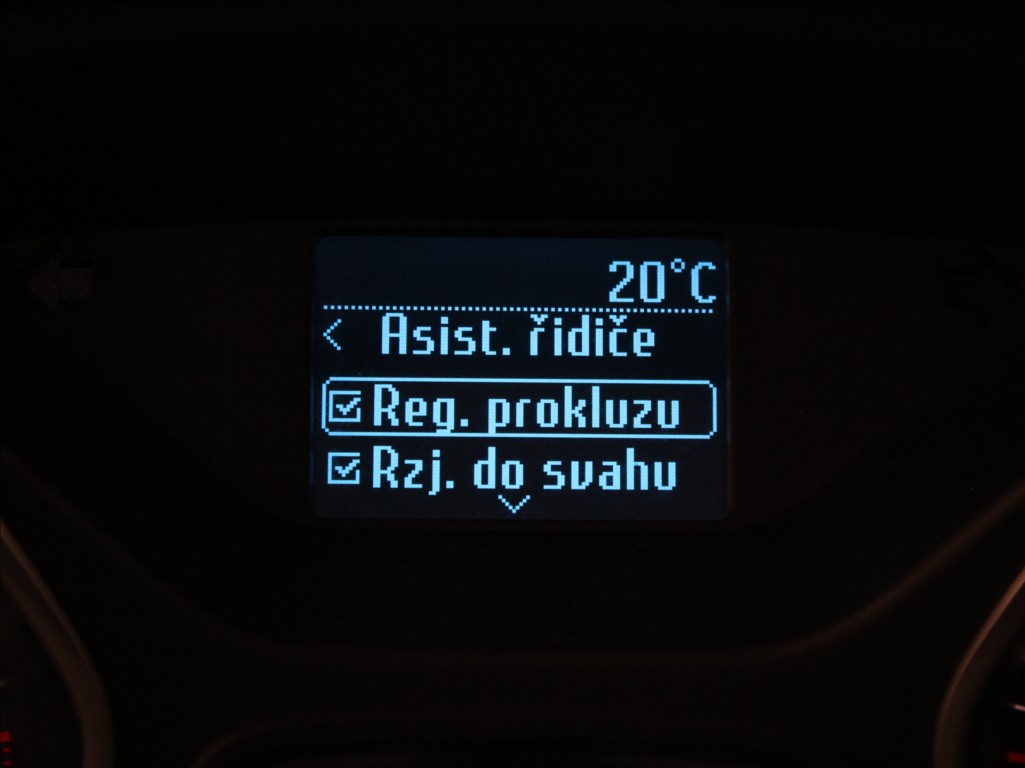 20°C
Asist. řidiče
Reg. prokluzu
Rzj. do svahu